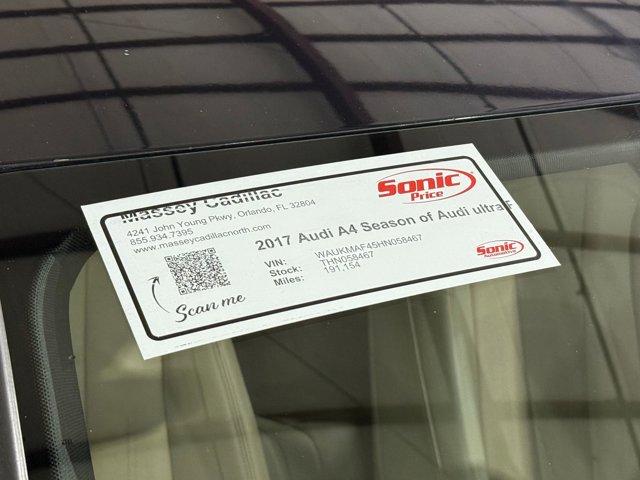 Massey Cadillac
4241 John Young Pkwy, Orlando, FL 32804
855.934.7395
www.masseycadillacnorth.com
Sonic
Price
2017 Audi A4 Season of Audi ultra F
VIN: WAUKMAF45HN058467
Stock: THN058467
Miles: 191,154
Scan me
Sonic
Automotive